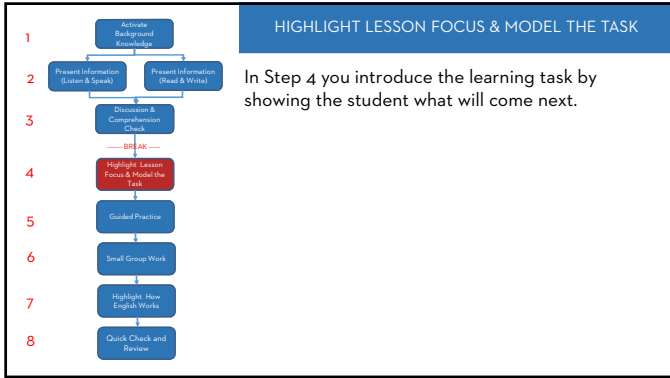 HIGHLIGHT LESSON FOCUS & MODEL THE TASK
In Step 4 you introduce the learning task by
showing the student what will come next.
1
Activate
Background
Knowledge
2
Present Information
(Listen & Speak)
Present Information
(Read & Write)
3
Discussion &
Comprehension
Check
------- BREAK -----
4
Highlight Lesson
Focus & Model the
Task
5
Guided Practice
6
Small Group Work
7
Highlight How
English Works
8
Quick Check and
Review